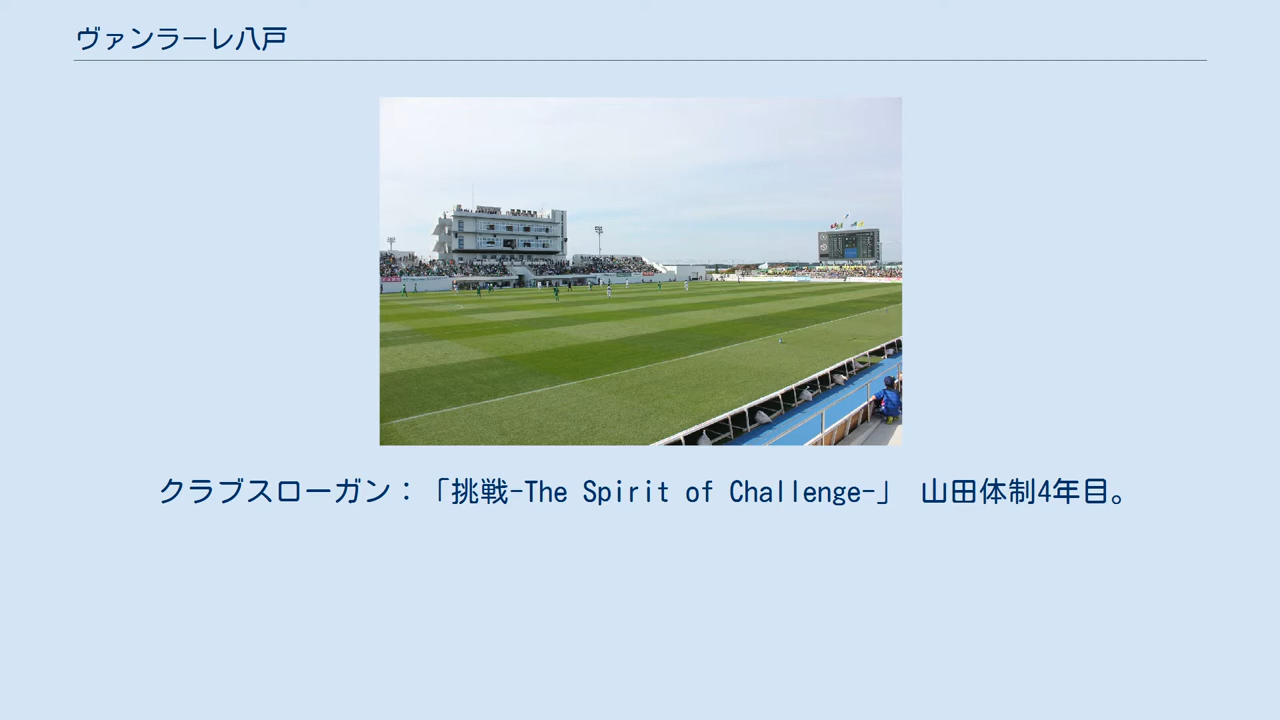 ヴァンラーレ八戸
クラブスローガン：「挑戦-The Spirit of Challenge-」 山田体制4年目。